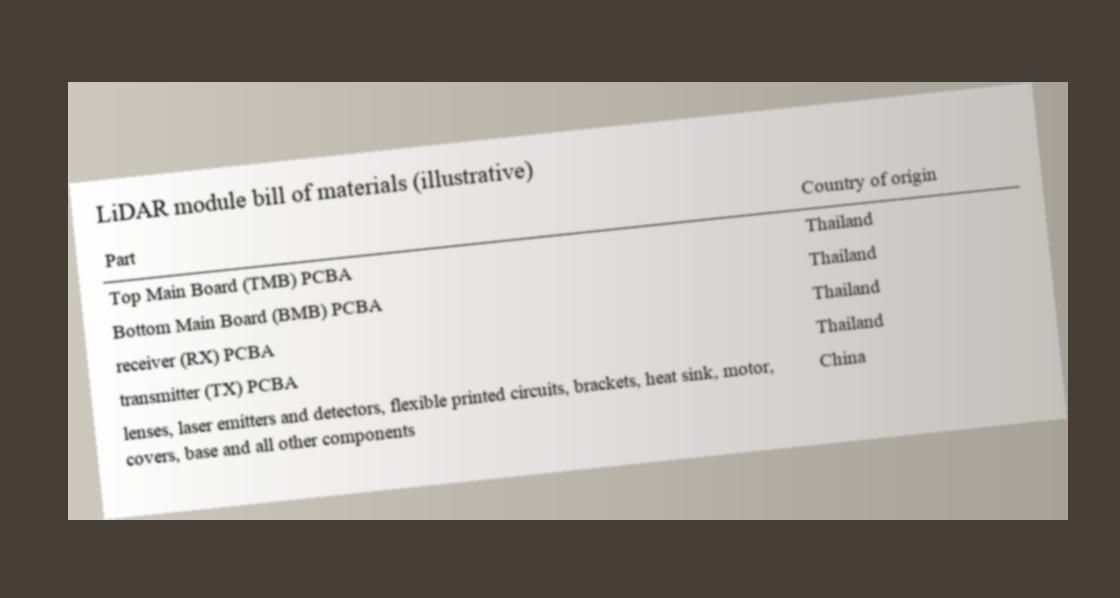 LiDAR module bill of materials (illustrative)
Part Country of origin
Top Main Board (TMB) PCBA Thailand
Bottom Main Board (BMB) PCBA Thailand
receiver (RX) PCBA Thailand
transmitter (TX) PCBA Thailand
lenses, laser emitters and detectors, flexible printed circuits, brackets, heat sink, motor, China
covers, base and all other components